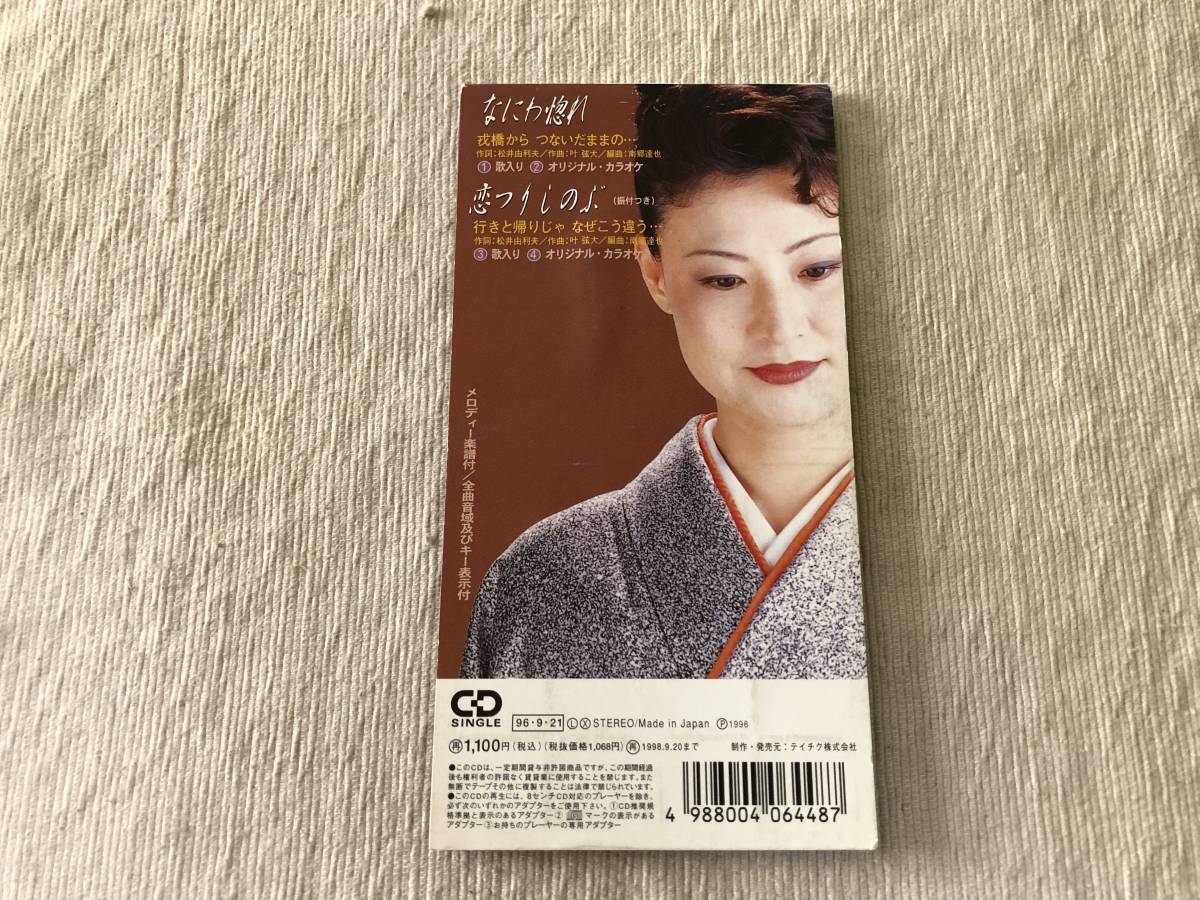 なにわ惚れ
戎橋から つないだままの…
作詞：松井由利夫／作曲：叶 弦大／編曲：南郷達也
① 歌入り ② オリジナル・カラオケ
恋つりしのぶ (振付つき)
行きと帰りじゃ なぜこう違う…
作詞：松井由利夫／作曲：叶 弦大／編曲：南郷達也
③ 歌入り ④ オリジナル・カラオケ
メロディー楽譜付／全曲音域及びキー表示付
CD
SINGLE
96・9・21 Ⓛ Ⓧ STEREO/Made in Japan Ⓟ 1996
㊢1,100円(税込)(税抜価格1,068円)㊢1998.9.20まで
制作・発売元：テイチク株式会社
●このCDは、一定期間貸与非許諾商品ですが、この期間経過
後も権利者の許諾なく賃貸業に使用することを禁じます。また
無断でテープその他に複製することは法律で禁じられています。
●このCDの再生には、8センチCD対応のプレーヤーを除き、
必ず次のいずれかのアダプターをご使用下さい。①CD推開規
格準拠と表示のあるアダプター② マークの表示がある
アダプター③お持ちのプレーヤーの専用アダプター
4 988004 064487